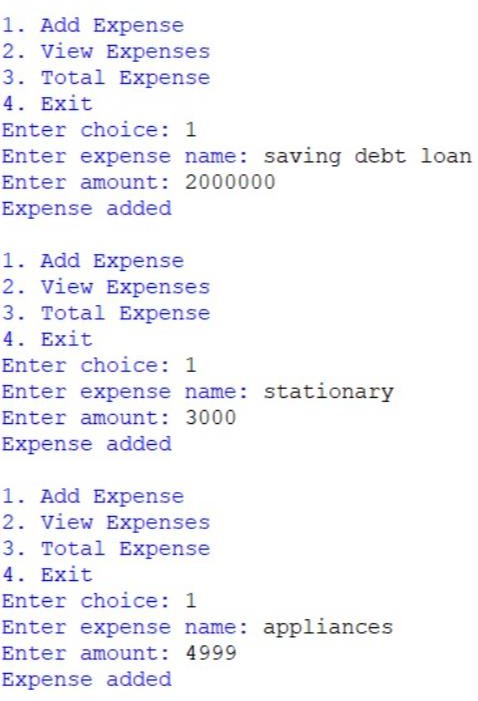 1. Add Expense
2. View Expenses
3. Total Expense
4. Exit
Enter choice: 1
Enter expense name: saving debt loan
Enter amount: 2000000
Expense added
1. Add Expense
2. View Expenses
3. Total Expense
4. Exit
Enter choice: 1
Enter expense name: stationary
Enter amount: 3000
Expense added
1. Add Expense
2. View Expenses
3. Total Expense
4. Exit
Enter choice: 1
Enter expense name: appliances
Enter amount: 4999
Expense added